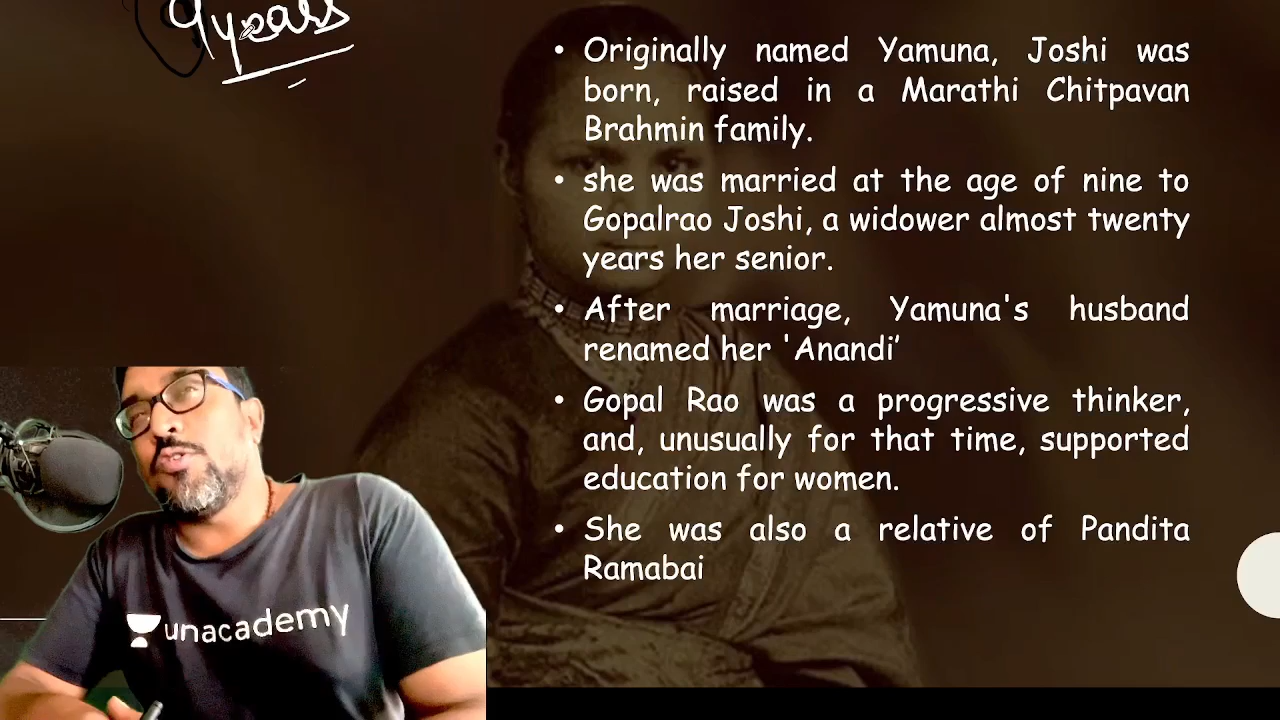 9years
• Originally named Yamuna, Joshi was
born, raised in a Marathi Chitpavan
Brahmin family.
• she was married at the age of nine to
Gopalrao Joshi, a widower almost twenty
years her senior.
• After marriage, Yamuna's husband
renamed her 'Anandi’
• Gopal Rao was a progressive thinker,
and, unusually for that time, supported
education for women.
• She was also a relative of Pandita
Ramabai
unacademy